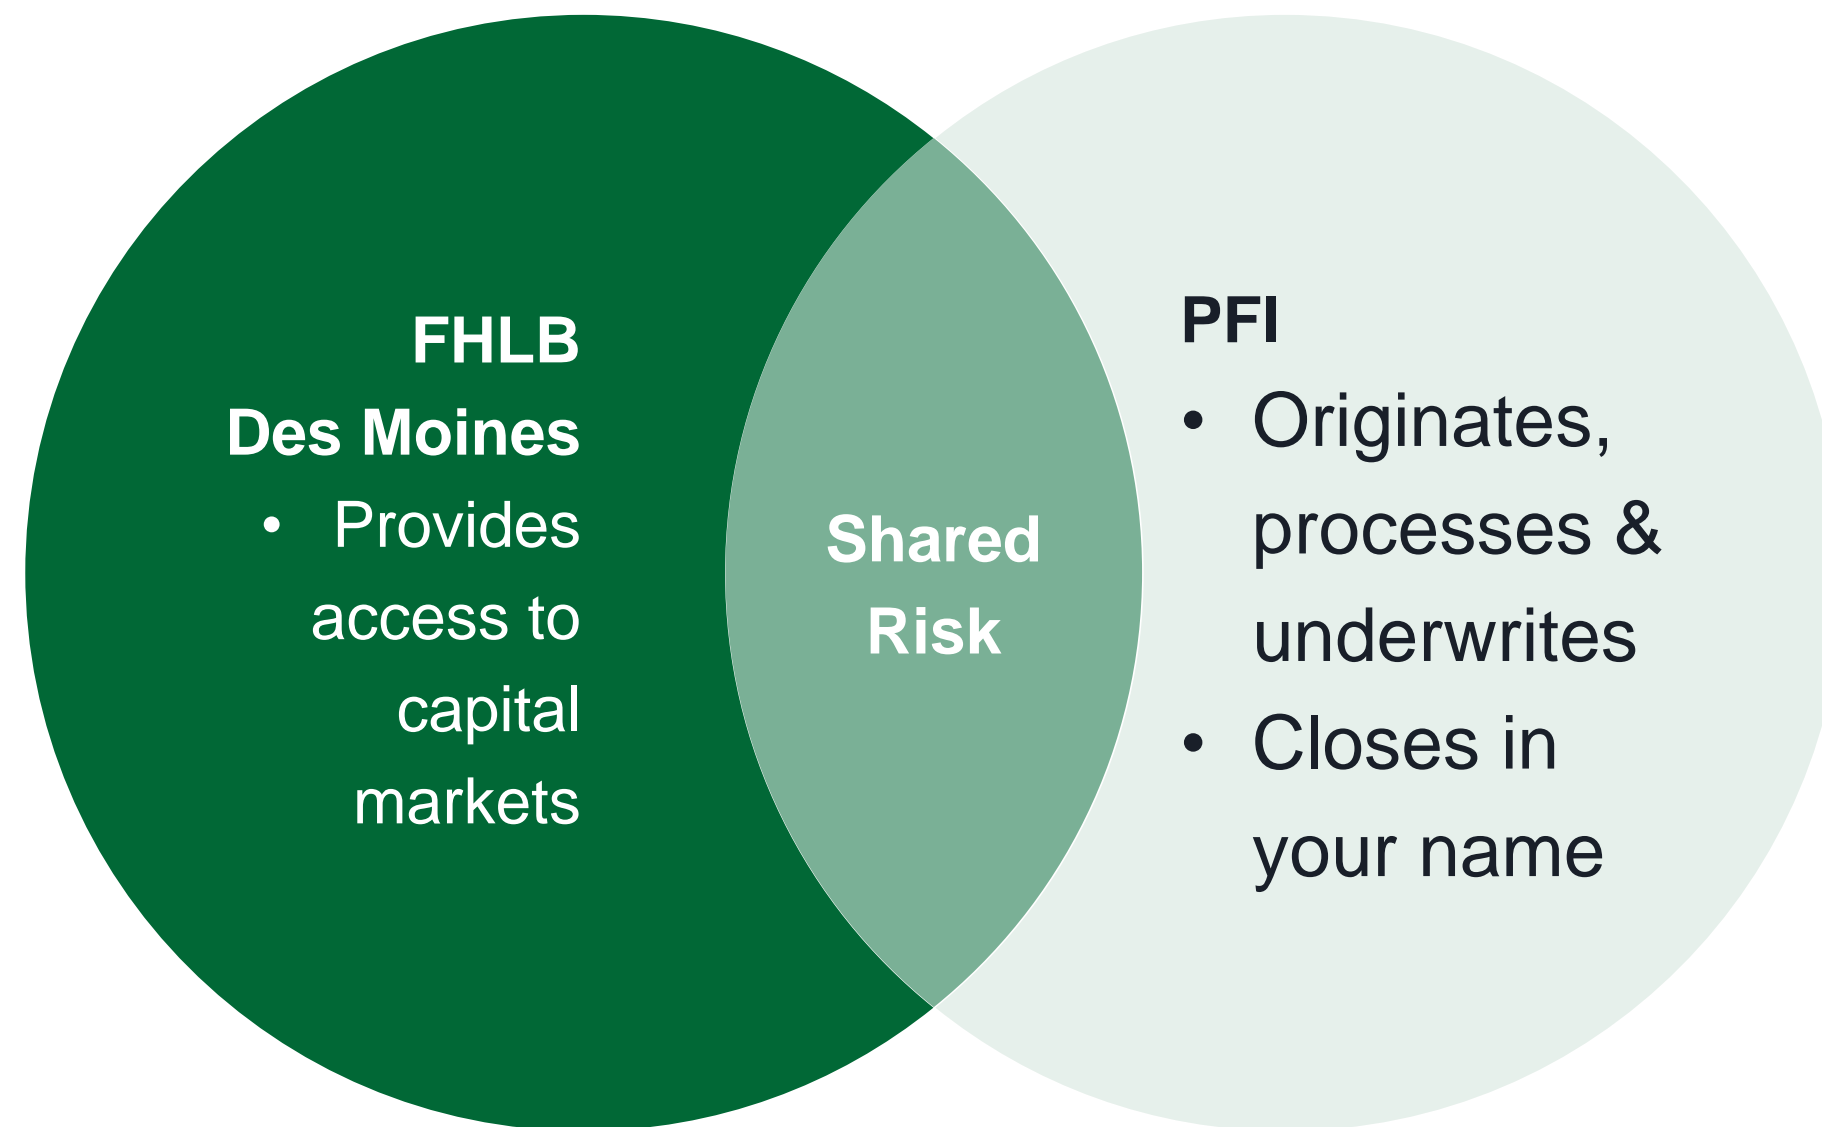 FHLB
Des Moines
• Provides
access to
capital
markets
Shared
Risk
PFI
• Originates,
processes &
underwrites
• Closes in
your name